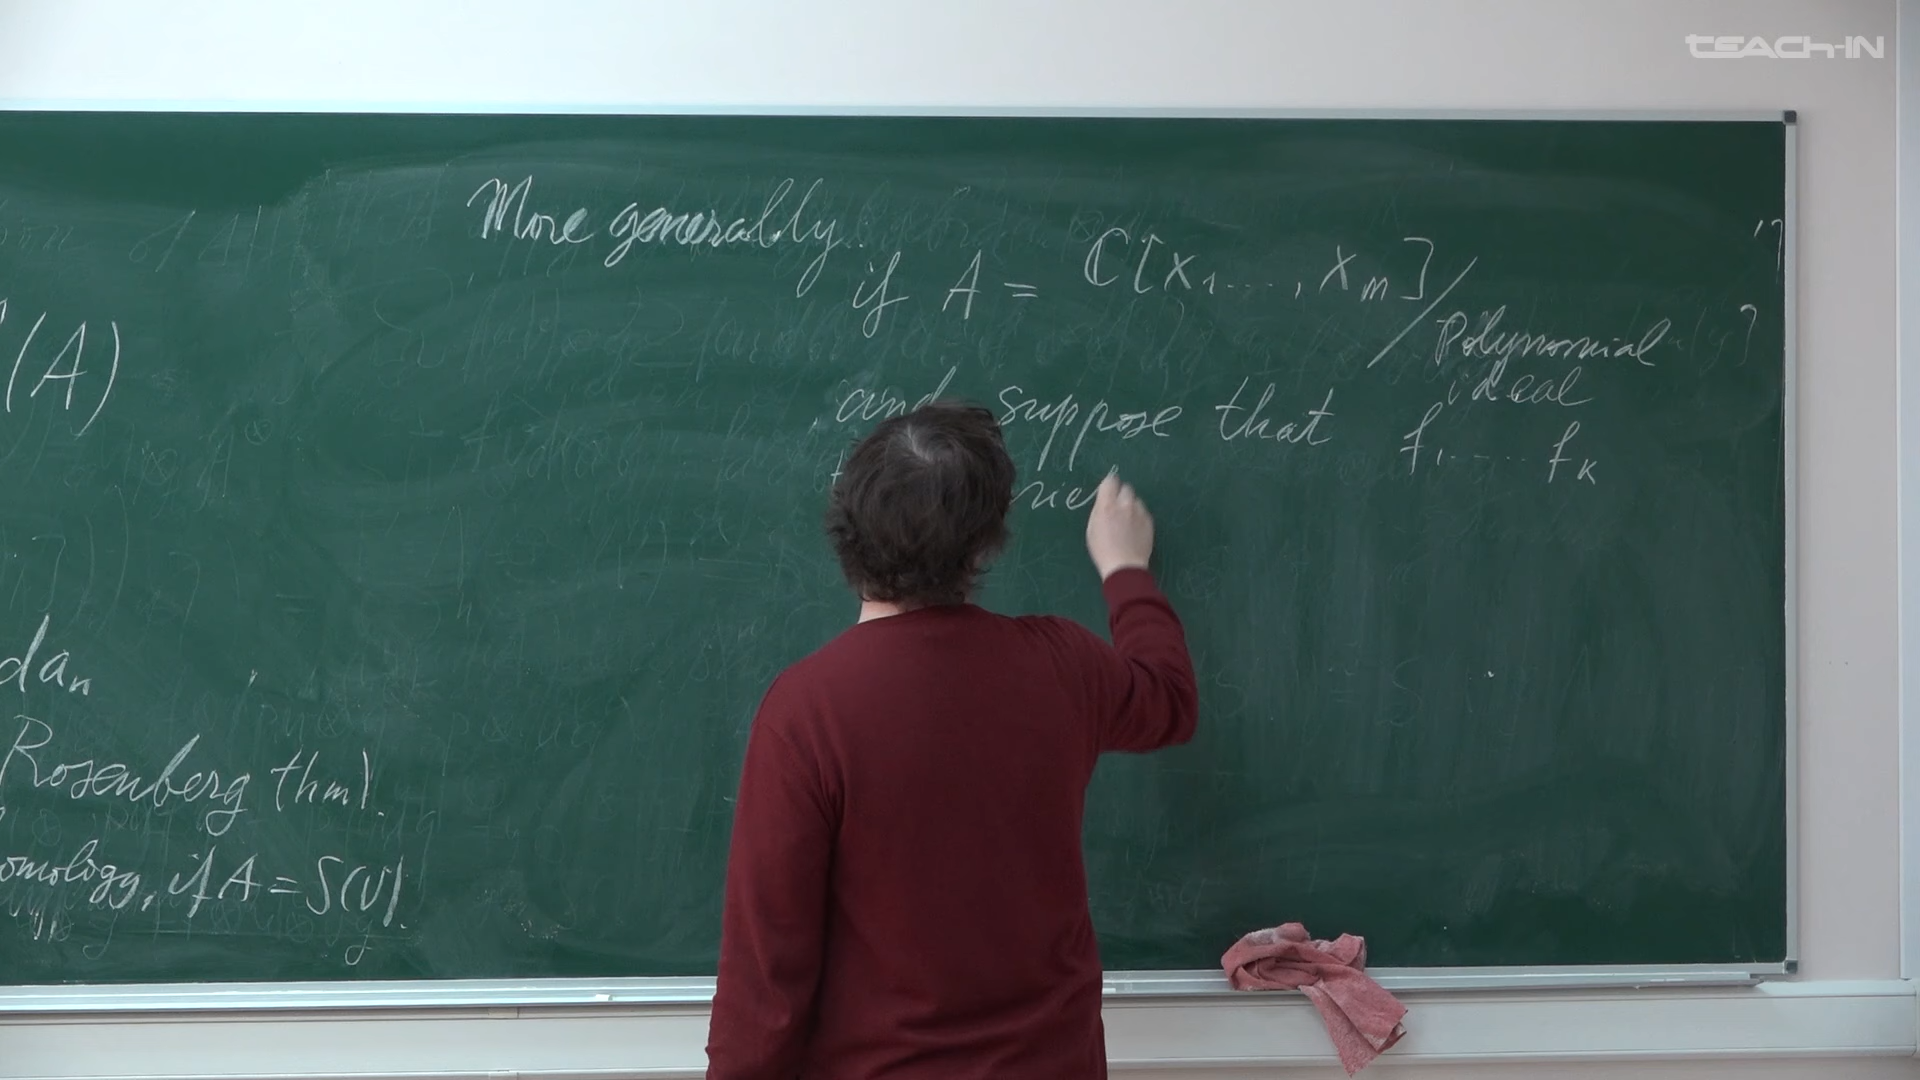 TEACH-IN
More generally:
if A = C[x₁..., xₘ] / Polynomial
ideal
and suppose that f₁..... fₖ
(A)
daₙ
Rosenberg thm).
omology, if A = S(V).